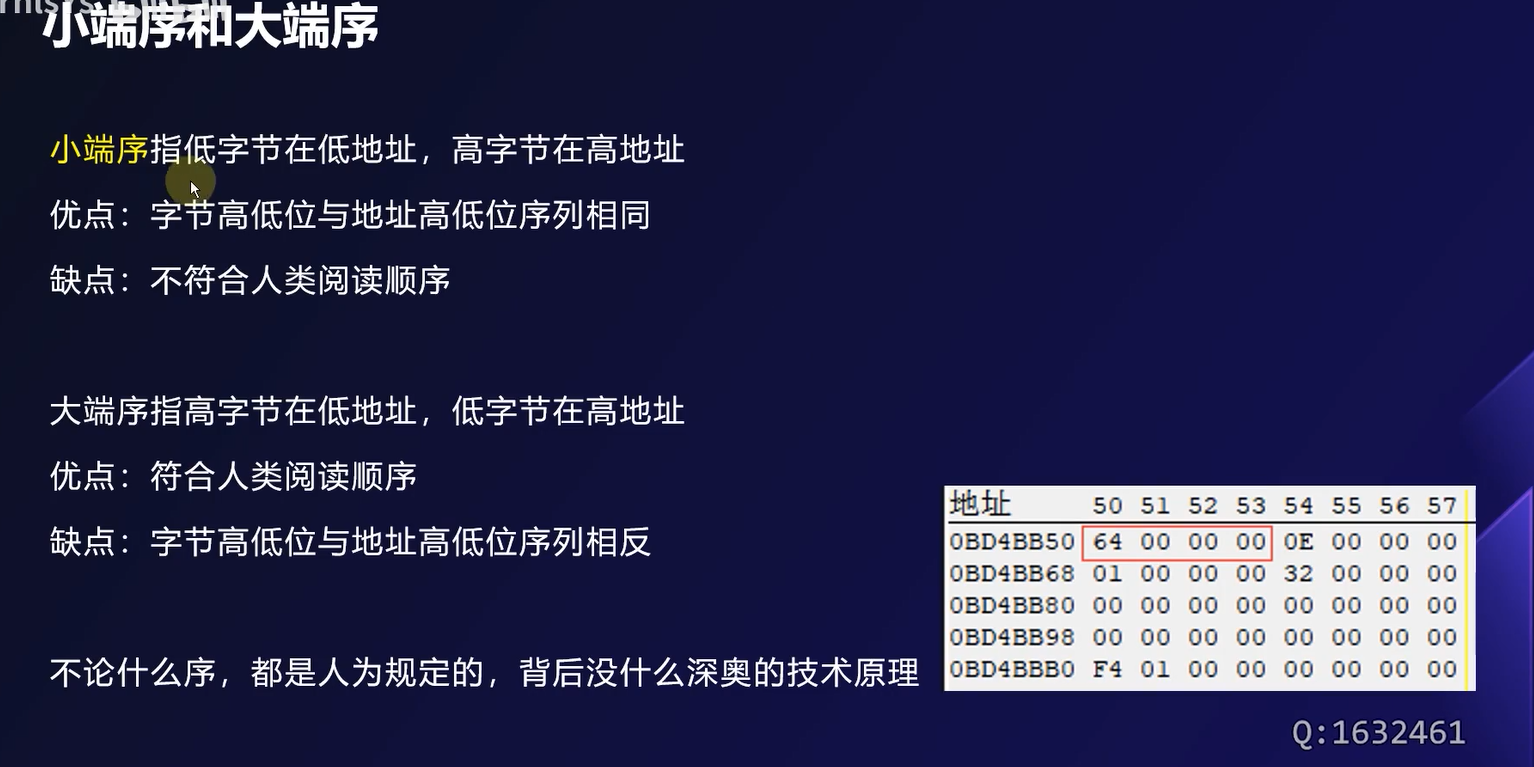 小端序和大端序
小端序指低字节在低地址，高字节在高地址
优点：字节高低位与地址高低位序列相同
缺点：不符合人类阅读顺序
大端序指高字节在低地址，低字节在高地址
优点：符合人类阅读顺序
缺点：字节高低位与地址高低位序列相反
不论什么序，都是人为规定的，背后没什么深奥的技术原理
地址 50 51 52 53 54 55 56 57
0BD4BB50 64 00 00 00 0E 00 00 00
0BD4BB68 01 00 00 00 32 00 00 00
0BD4BB80 00 00 00 00 00 00 00 00
0BD4BB98 00 00 00 00 00 00 00 00
0BD4BBB0 F4 01 00 00 00 00 00 00
Q:1632461